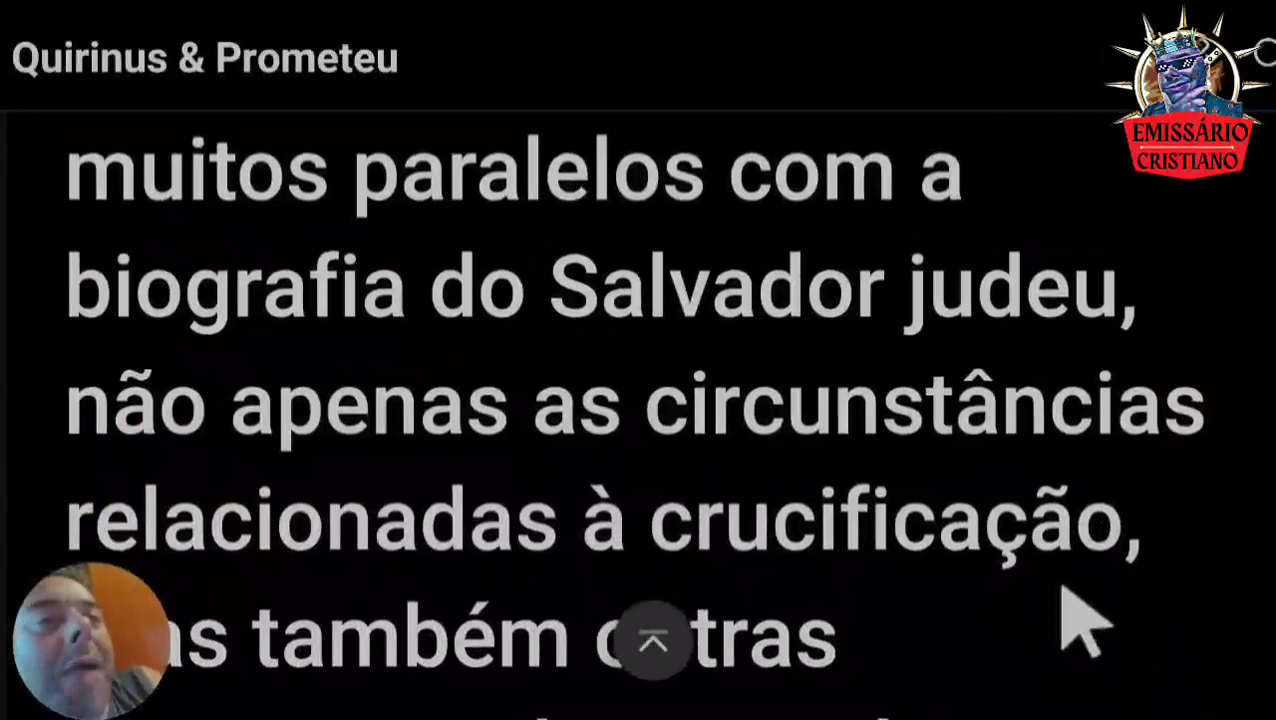 Quirinus & Prometeu
EMISSÁRIO
CRISTIANO
muitos paralelos com a
biografia do Salvador judeu,
não apenas as circunstâncias
relacionadas à crucificação,
também